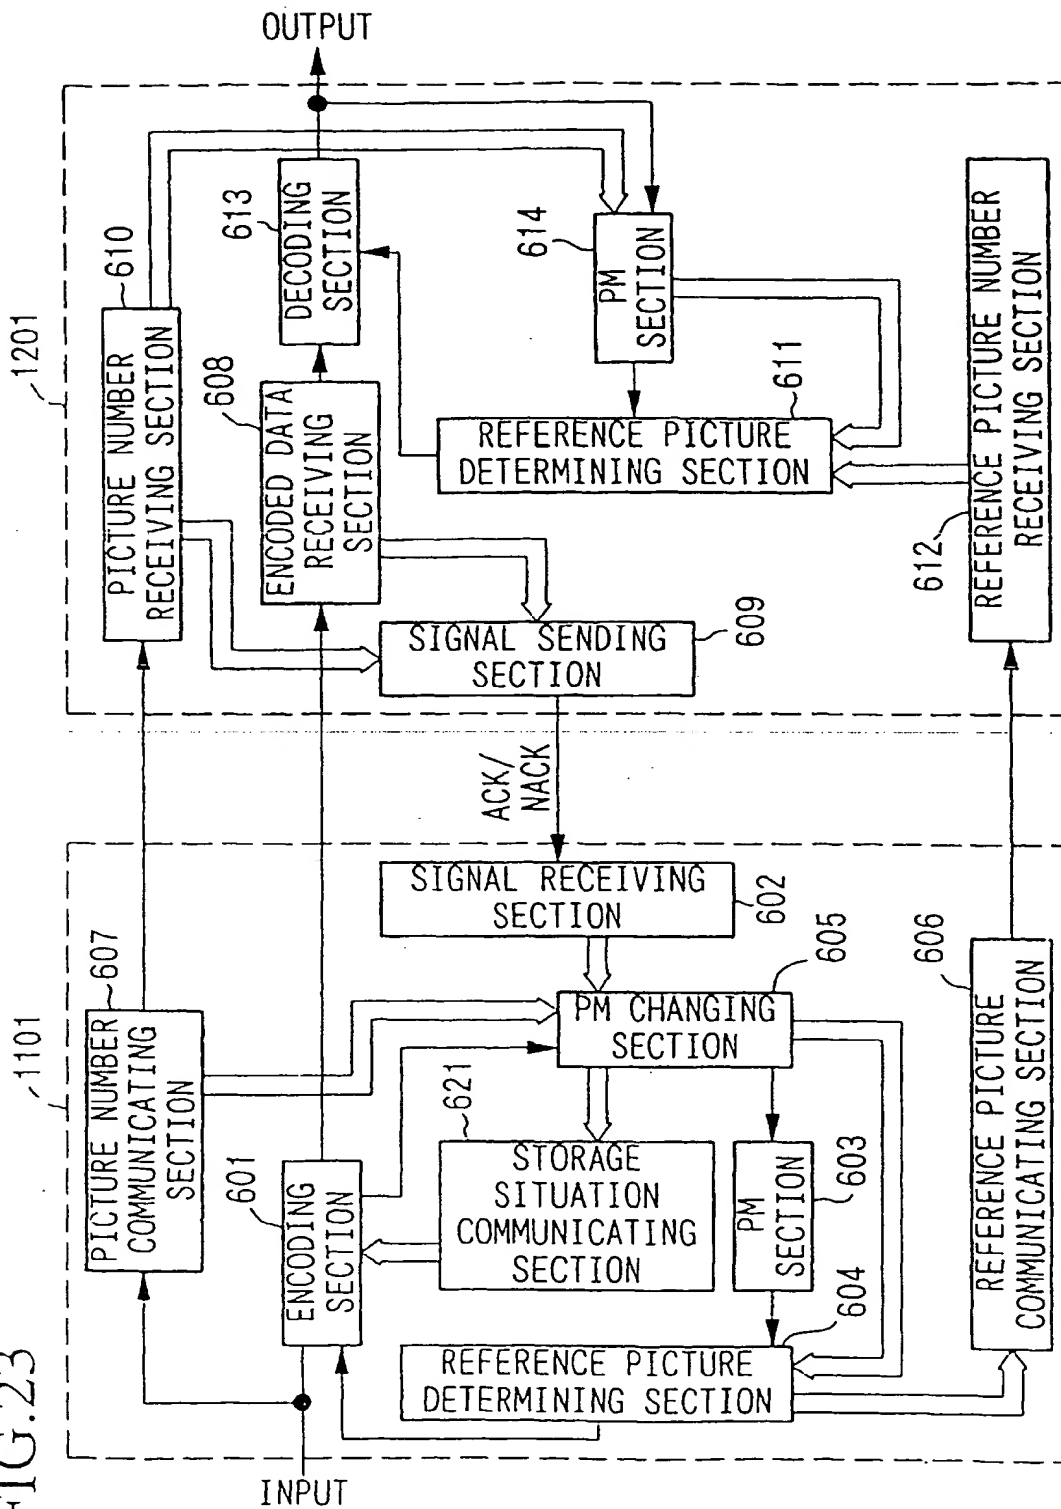 FIG.23
1101
1201
INPUT
OUTPUT
PICTURE NUMBER
COMMUNICATING
SECTION
607
PICTURE NUMBER
RECEIVING SECTION
610
601
ENCODING
SECTION
ENCODED DATA
RECEIVING
SECTION
608
613
DECODING
SECTION
SIGNAL RECEIVING
SECTION
602
ACK/
NACK
SIGNAL SENDING
SECTION
609
PM CHANGING
SECTION
605
621
STORAGE
SITUATION
COMMUNICATING
SECTION
PM
SECTION
603
REFERENCE PICTURE
DETERMINING SECTION
604
614
PM
SECTION
REFERENCE PICTURE
DETERMINING SECTION
611
606
REFERENCE PICTURE
COMMUNICATING SECTION
612
REFERENCE PICTURE NUMBER
RECEIVING SECTION